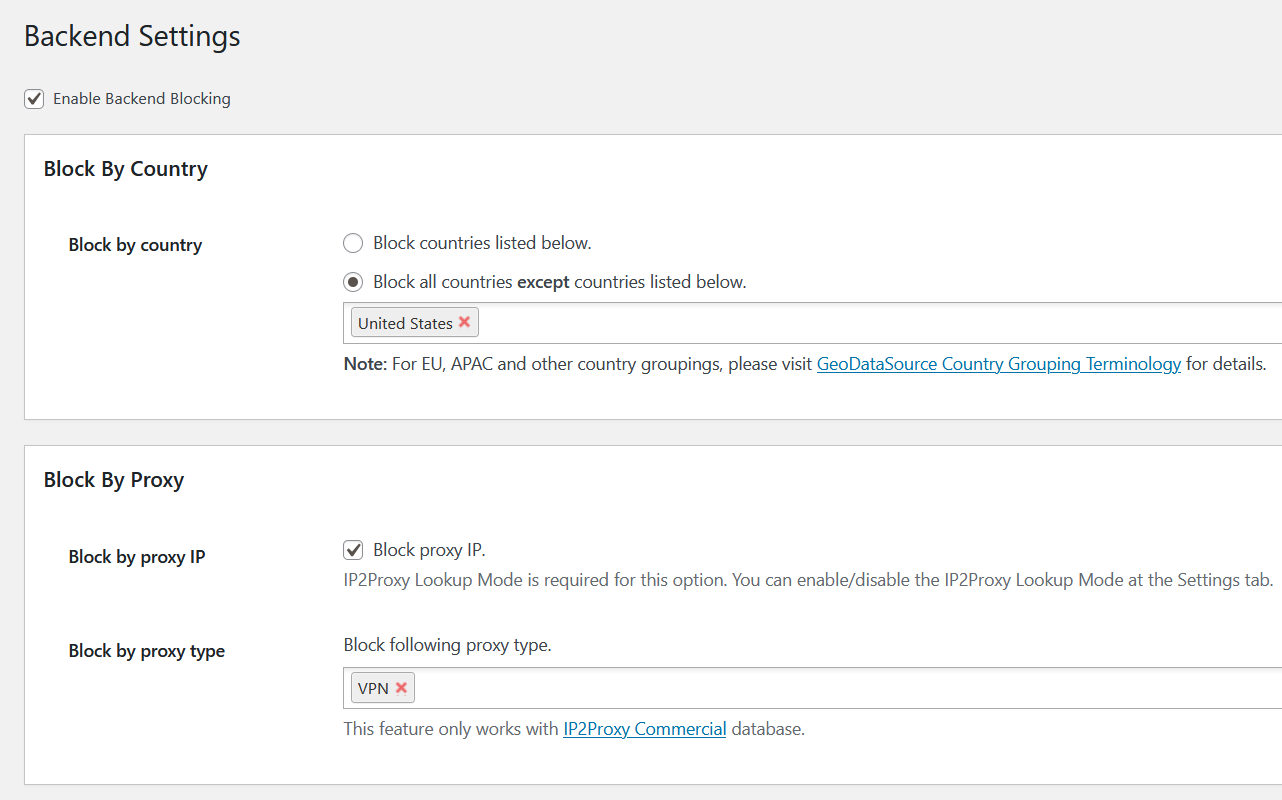 Backend Settings
Enable Backend Blocking
Block By Country
Block by country
Block countries listed below.
Block all countries except countries listed below.
United States
Note: For EU, APAC and other country groupings, please visit GeoDataSource Country Grouping Terminology for details.
Block By Proxy
Block by proxy IP
Block proxy IP.
IP2Proxy Lookup Mode is required for this option. You can enable/disable the IP2Proxy Lookup Mode at the Settings tab.
Block by proxy type
Block following proxy type.
VPN
This feature only works with IP2Proxy Commercial database.